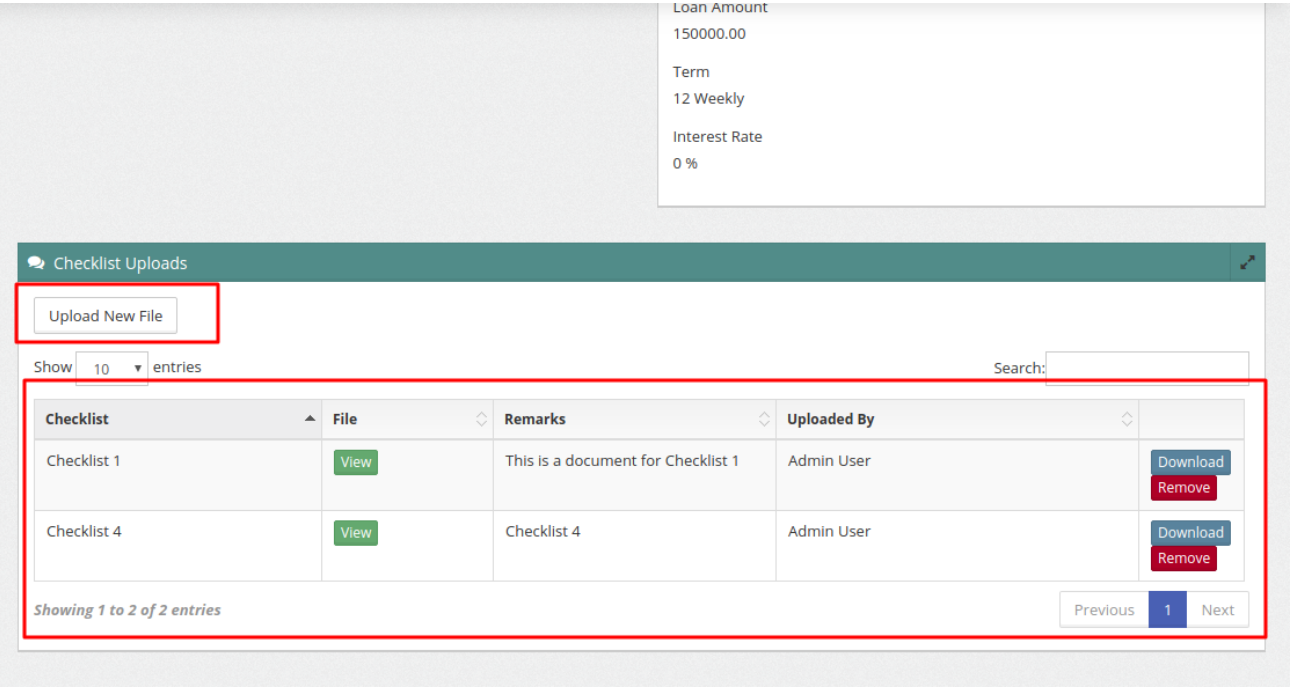 Loan Amount
150000.00
Term
12 Weekly
Interest Rate
0 %
Checklist Uploads
Upload New File
Show 10 entries Search:
Checklist File Remarks Uploaded By
Checklist 1 View This is a document for Checklist 1 Admin User Download
Remove
Checklist 4 View Checklist 4 Admin User Download
Remove
Showing 1 to 2 of 2 entries Previous 1 Next